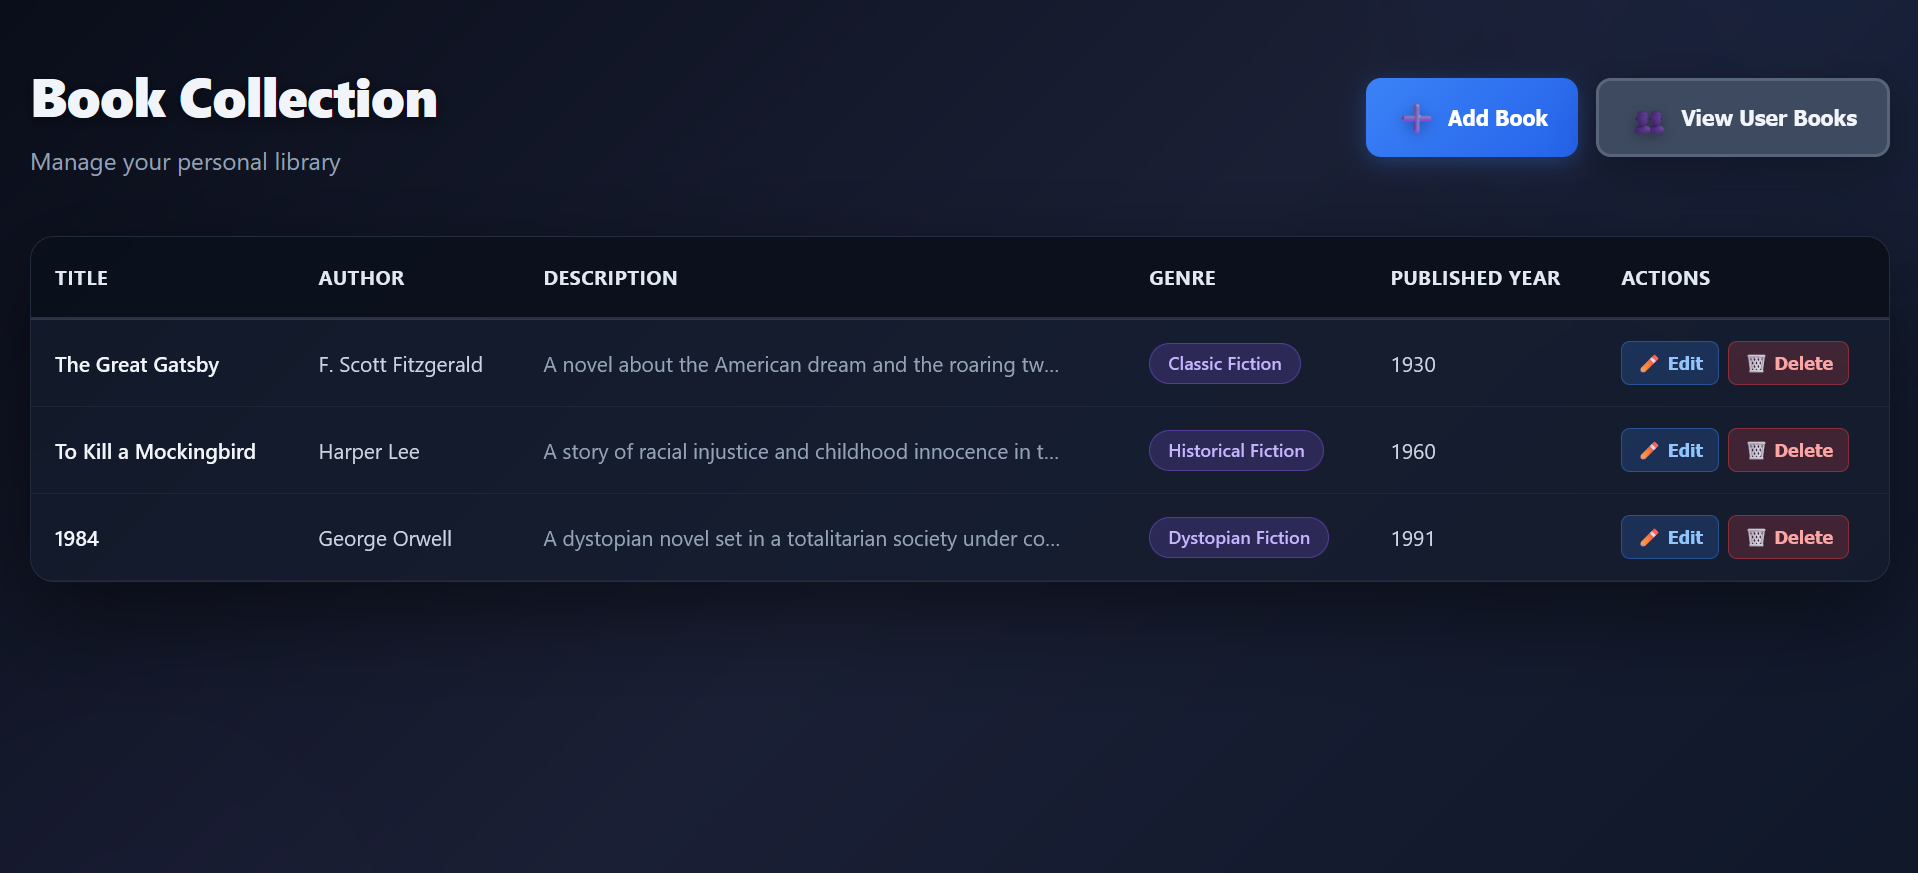 Book Collection
Manage your personal library
Add Book
View User Books
TITLE AUTHOR DESCRIPTION GENRE PUBLISHED YEAR ACTIONS
The Great Gatsby F. Scott Fitzgerald A novel about the American dream and the roaring tw... Classic Fiction 1930 Edit Delete
To Kill a Mockingbird Harper Lee A story of racial injustice and childhood innocence in t... Historical Fiction 1960 Edit Delete
1984 George Orwell A dystopian novel set in a totalitarian society under co... Dystopian Fiction 1991 Edit Delete